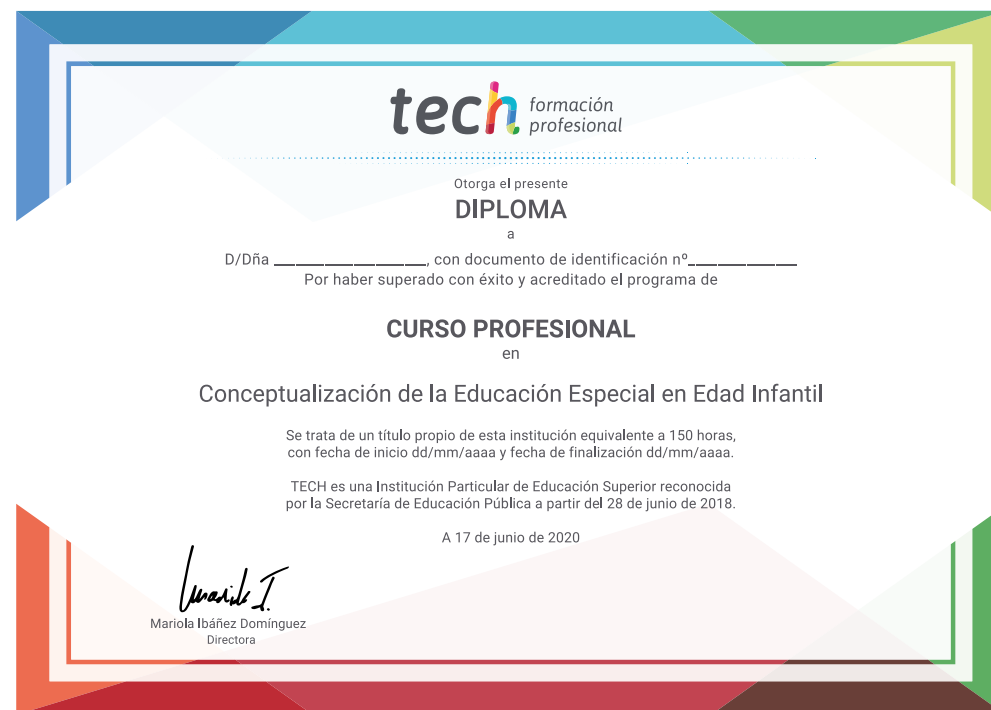 tech formación
profesional
Otorga el presente
DIPLOMA
a
D/Dña _________________, con documento de identificación nº____________
Por haber superado con éxito y acreditado el programa de
CURSO PROFESIONAL
en
Conceptualización de la Educación Especial en Edad Infantil
Se trata de un título propio de esta institución equivalente a 150 horas,
con fecha de inicio dd/mm/aaaa y fecha de finalización dd/mm/aaaa.
TECH es una Institución Particular de Educación Superior reconocida
por la Secretaría de Educación Pública a partir del 28 de junio de 2018.
A 17 de junio de 2020
Mariola I.
Mariola Ibáñez Domínguez
Directora